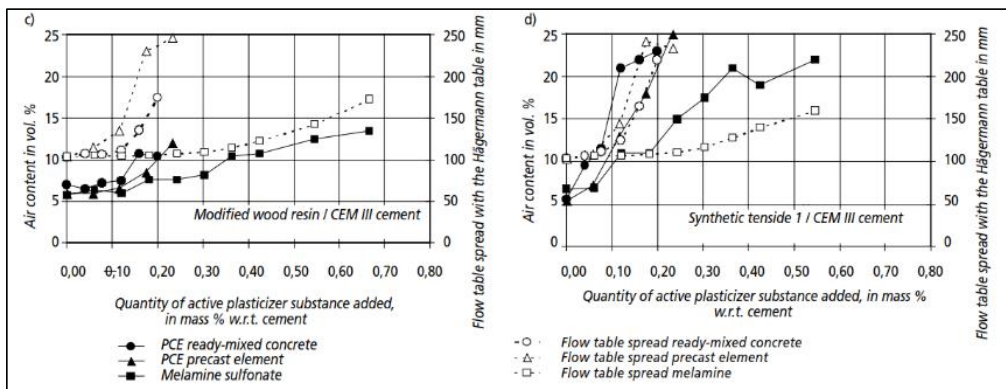 c)
25
20
15
10
5
0
Air content in vol. %
250
200
150
100
50
0
Flow table spread with the Hägermann table in mm
Modified wood resin / CEM III cement
0,00 0,10 0,20 0,30 0,40 0,50 0,60 0,70 0,80
Quantity of active plasticizer substance added,
in mass % w.r.t. cement
d)
25
20
15
10
5
0
Air content in vol. %
250
200
150
100
50
0
Flow table spread with the Hägermann table in mm
Synthetic tenside 1 / CEM III cement
0,00 0,10 0,20 0,30 0,40 0,50 0,60 0,70 0,80
Quantity of active plasticizer substance added, in mass %
w.r.t. cement
PCE ready-mixed concrete
PCE precast element
Melamine sulfonate
Flow table spread ready-mixed concrete
Flow table spread precast element
Flow table spread melamine